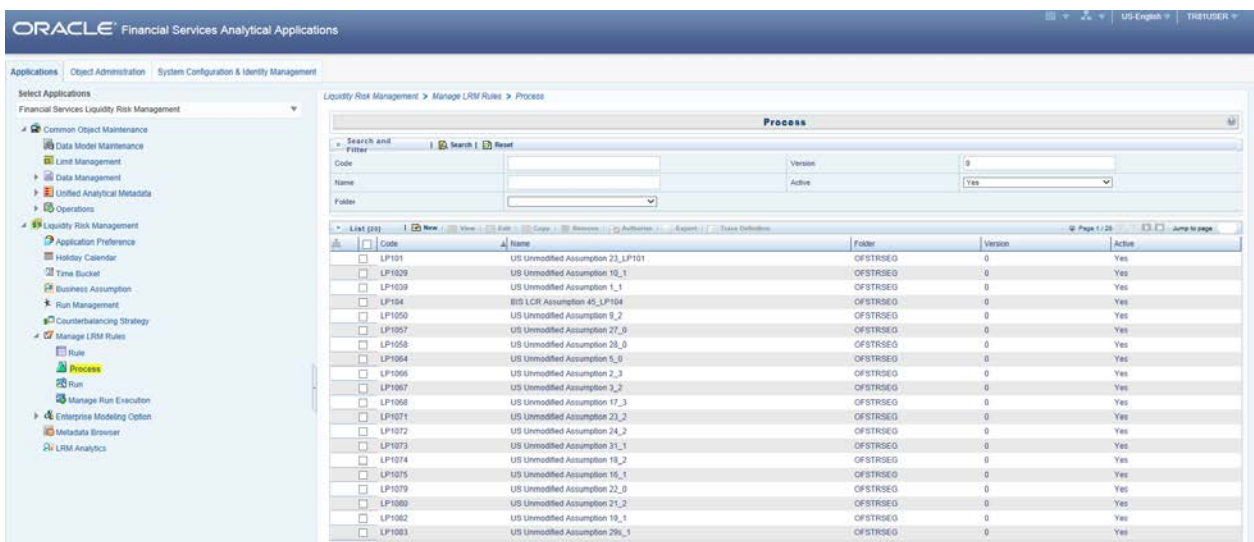 ORACLE Financial Services Analytical Applications
US-English TR81USER
Applications Object Administration System Configuration & Identity Management
Select Applications
Financial Services Liquidity Risk Management
Common Object Maintenance
Data Model Maintenance
Limit Management
Data Management
Unified Analytical Metadata
Operations
Liquidity Risk Management
Application Preference
Holiday Calendar
Time Bucket
Business Assumption
Run Management
Counterbalancing Strategy
Manage LRM Rules
Rule
Process
Run
Manage Run Execution
Enterprise Modeling Option
Metadata Browser
LRM Analytics
Liquidity Risk Management > Manage LRM Rules > Process
Process
Search and Filter | Search | Reset
Code Version 0
Name Active Yes
Folder
List (20) | New | View | Edit | Copy | Remove | Authorize | Export | Trace Definition Page 1 / 28 Jump to page
Code Name Folder Version Active
LP101 US Unmodified Assumption 23_LP101 OFSTRSEG 0 Yes
LP1029 US Unmodified Assumption 10_1 OFSTRSEG 0 Yes
LP1039 US Unmodified Assumption 1_1 OFSTRSEG 0 Yes
LP104 BIS LCR Assumption 45_LP104 OFSTRSEG 0 Yes
LP1050 US Unmodified Assumption 9_2 OFSTRSEG 0 Yes
LP1057 US Unmodified Assumption 27_0 OFSTRSEG 0 Yes
LP1058 US Unmodified Assumption 28_0 OFSTRSEG 0 Yes
LP1064 US Unmodified Assumption 5_0 OFSTRSEG 0 Yes
LP1066 US Unmodified Assumption 2_3 OFSTRSEG 0 Yes
LP1067 US Unmodified Assumption 3_2 OFSTRSEG 0 Yes
LP1068 US Unmodified Assumption 17_3 OFSTRSEG 0 Yes
LP1071 US Unmodified Assumption 23_2 OFSTRSEG 0 Yes
LP1072 US Unmodified Assumption 24_2 OFSTRSEG 0 Yes
LP1073 US Unmodified Assumption 31_1 OFSTRSEG 0 Yes
LP1074 US Unmodified Assumption 18_2 OFSTRSEG 0 Yes
LP1075 US Unmodified Assumption 16_1 OFSTRSEG 0 Yes
LP1079 US Unmodified Assumption 22_0 OFSTRSEG 0 Yes
LP1080 US Unmodified Assumption 21_2 OFSTRSEG 0 Yes
LP1082 US Unmodified Assumption 19_1 OFSTRSEG 0 Yes
LP1083 US Unmodified Assumption 29s_1 OFSTRSEG 0 Yes